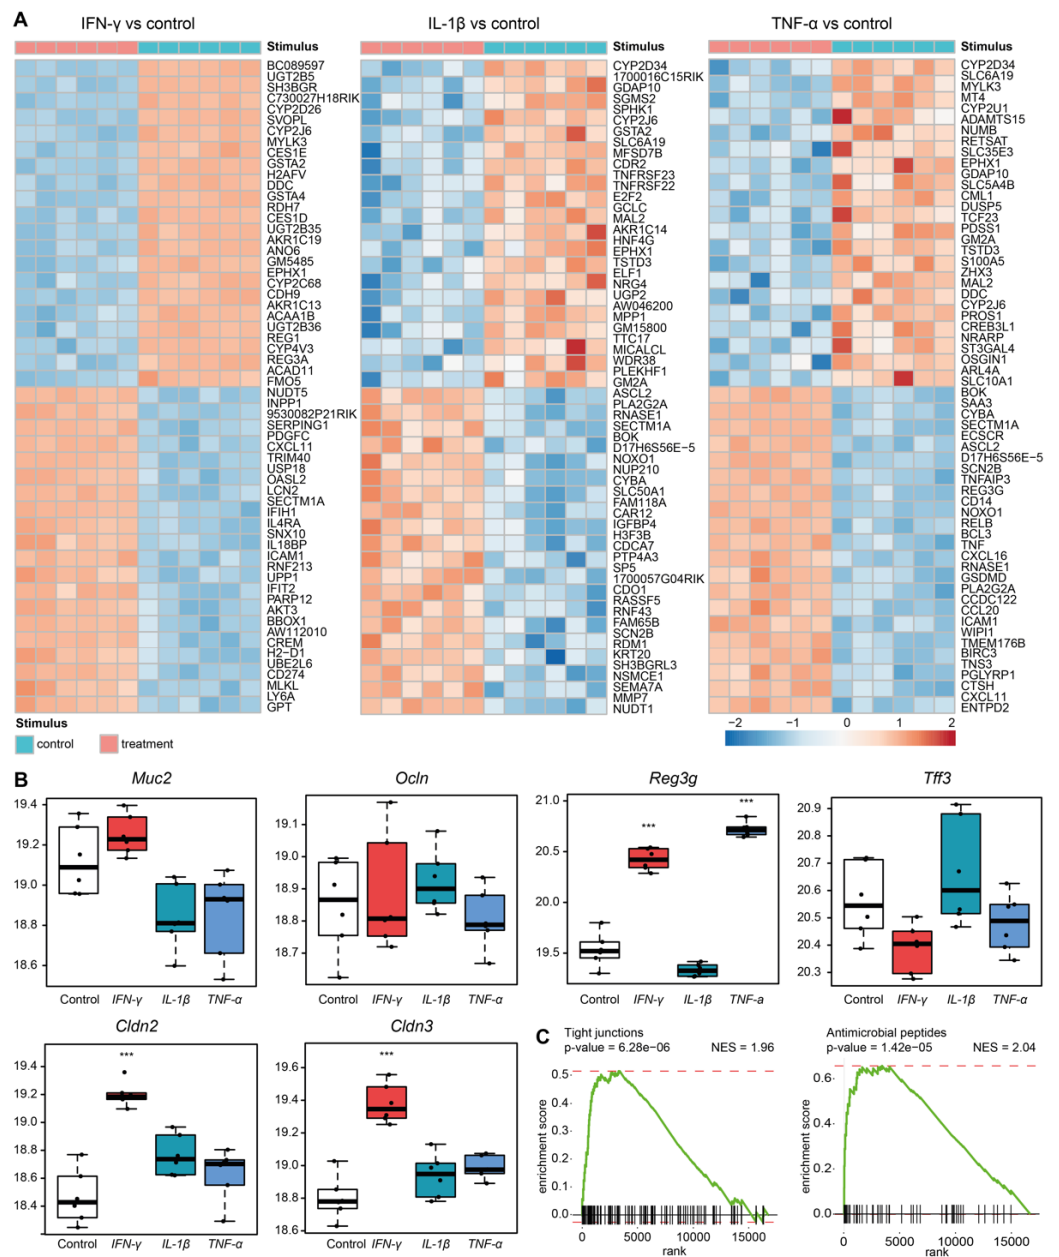 A
IFN-γ vs control
IL-1β vs control
TNF-α vs control
Stimulus
BC089597
UGT2B5
SH3BGR
C730027H18RIK
CYP2D26
SVOPL
CYP2J6
MYLK3
CES1E
GSTA2
H2AFV
DDC
GSTA4
RDH7
CES1D
UGT2B35
AKR1C19
ANO6
GM5485
EPHX1
CYP2C68
CDH9
AKR1C13
ACAA1B
UGT2B36
REG1
CYP4V3
REG3A
ACAD11
FMO5
NUDT5
INPP1
9530082P21RIK
SERPING1
PDGFC
CXCL11
TRIM40
USP18
OASL2
LCN2
SECTM1A
IFIH1
IL4RA
SNX10
IL18BP
ICAM1
RNF213
UPP1
IFIT2
PARP12
AKT3
BBOX1
AW112010
CREM
H2−D1
UBE2L6
CD274
MLKL
LY6A
GPT
Stimulus
CYP2D34
1700016C15RIK
GDAP10
SGMS2
SPHK1
CYP2J6
GSTA2
SLC6A19
MFSD7B
CDR2
TNFRSF23
TNFRSF22
E2F2
GCLC
MAL2
AKR1C14
HNF4G
EPHX1
TSTD3
ELF1
NRG4
UGP2
AW046200
MPP1
GM15800
TTC17
MICALCL
WDR38
PLEKHF1
GM2A
ASCL2
PLA2G2A
RNASE1
SECTM1A
BOK
D17H6S56E−5
NOXO1
NUP210
CYBA
SLC50A1
FAM118A
CAR12
IGFBP4
H3F3B
CDCA7
PTP4A3
SP5
1700057G04RIK
CDO1
RASSF5
RNF43
FAM65B
SCN2B
RDM1
KRT20
SH3BGRL3
NSMCE1
SEMA7A
MMP7
NUDT1
Stimulus
CYP2D34
SLC6A19
MYLK3
MT4
CYP2U1
ADAMTS15
NUMB
RETSAT
SLC35E3
EPHX1
GDAP10
SLC5A4B
CML1
DUSP5
TCF23
PDSS1
GM2A
TSTD3
S100A5
ZHX3
MAL2
DDC
CYP2J6
PROS1
CREB3L1
NRARP
ST3GAL4
OSGIN1
ARL4A
SLC10A1
BOK
SAA3
CYBA
SECTM1A
ECSCR
ASCL2
D17H6S56E−5
SCN2B
TNFAIP3
REG3G
CD14
NOXO1
RELB
BCL3
TNF
CXCL16
RNASE1
GSDMD
PLA2G2A
CCDC122
CCL20
ICAM1
WIPI1
TMEM176B
BIRC3
TNS3
PGLYRP1
CTSH
CXCL11
ENTPD2
Stimulus
control
treatment
−2 −1 0 1 2
B
Muc2
19.4
19.2
19.0
18.8
18.6
Control IFN-γ IL-1β TNF-α
Ocln
19.1
19.0
18.9
18.8
18.7
Control IFN-γ IL-1β TNF-α
Reg3g
21.0
20.5
20.0
19.5
***
***
Control IFN-γ IL-1β TNF-a
Tff3
20.9
20.8
20.7
20.6
20.5
20.4
20.3
Control IFN-γ IL-1β TNF-α
Cldn2
19.4
19.2
19.0
18.8
18.6
18.4
***
Control IFN-γ IL-1β TNF-α
Cldn3
19.6
19.4
19.2
19.0
18.8
18.6
***
Control IFN-γ IL-1β TNF-α
C
Tight junctions
p-value = 6.28e−06 NES = 1.96
enrichment score
0.5
0.4
0.3
0.2
0.1
0.0
0 5000 10000 15000
rank
Antimicrobial peptides
p-value = 1.42e−05 NES = 2.04
enrichment score
0.6
0.4
0.2
0.0
0 5000 10000 15000
rank